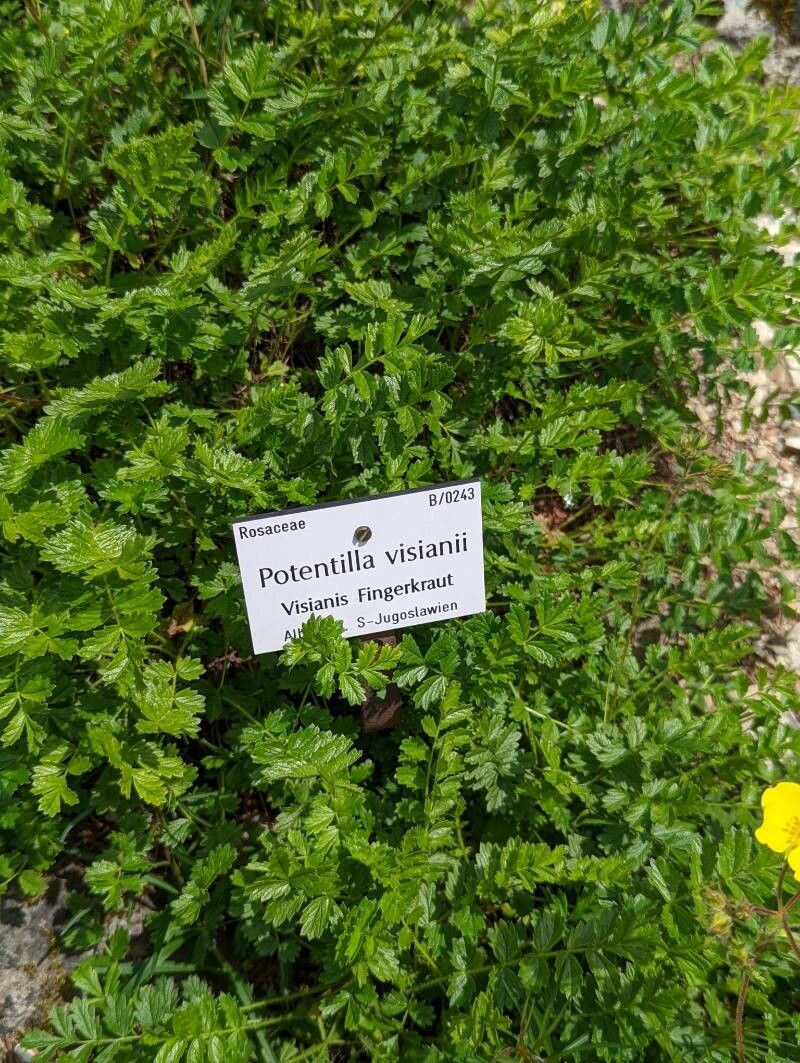 Rosaceae B/0243
Potentilla visianii
Visianis Fingerkraut
S-Jugoslawien